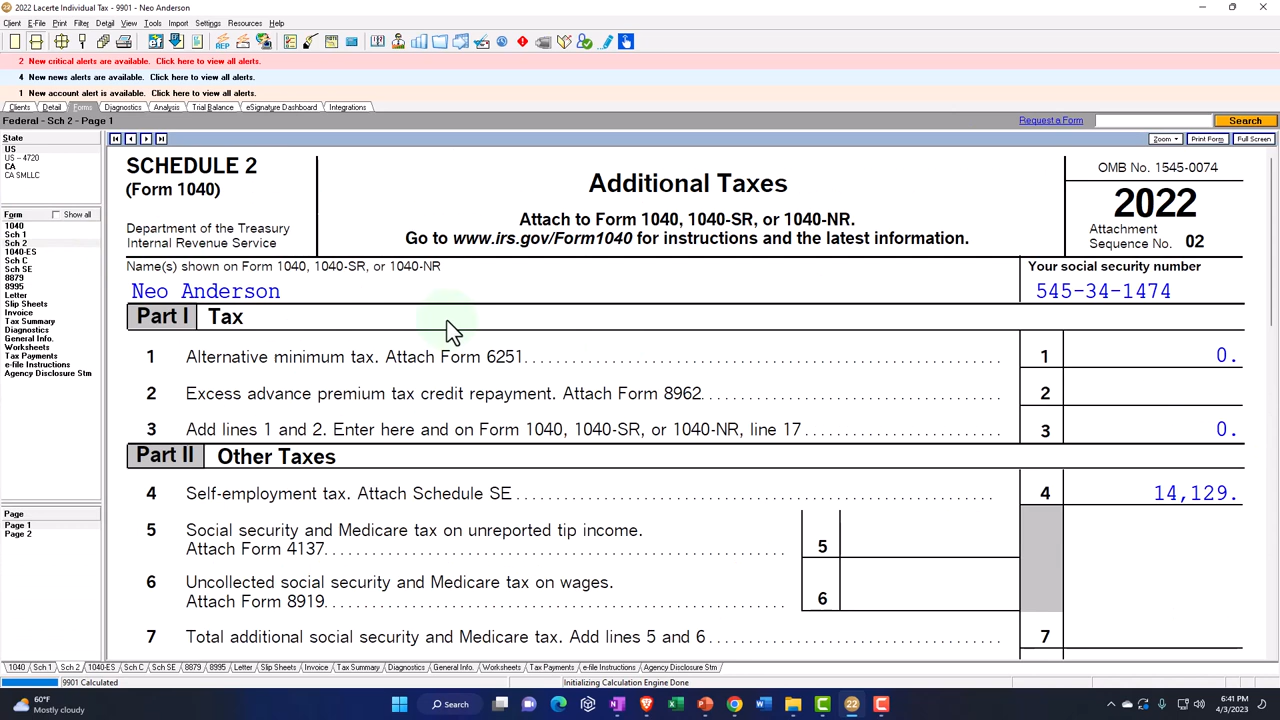 2022 Lacerte Individual Tax - 9901 - Neo Anderson
Client E-File Print Filter Detail View Tools Import Settings Resources Help
2 New critical alerts are available. Click here to view all alerts.
4 New news alerts are available. Click here to view all alerts.
1 New account alert is available. Click here to view all alerts.
Clients Detail Forms Diagnostics Analysis Trial Balance eSignature Dashboard Integrations
Federal - Sch 2 - Page 1
Request a Form
Search
State
US
US - 4720
CA
CA SMLLC
Zoom
Print Form
Full Screen
Form
Show all
1040
Sch 1
Sch 2
1040-ES
Sch C
Sch SE
8879
8995
Letter
Slip Sheets
Invoice
Tax Summary
Diagnostics
General Info.
Worksheets
Tax Payments
e-file Instructions
Agency Disclosure Stm
Page
Page 1
Page 2
SCHEDULE 2
(Form 1040)
Department of the Treasury
Internal Revenue Service
Additional Taxes
Attach to Form 1040, 1040-SR, or 1040-NR.
Go to www.irs.gov/Form1040 for instructions and the latest information.
OMB No. 1545-0074
2022
Attachment
Sequence No. 02
Name(s) shown on Form 1040, 1040-SR, or 1040-NR
Your social security number
Neo Anderson
545-34-1474
Part I Tax
1 Alternative minimum tax. Attach Form 6251 1 0.
2 Excess advance premium tax credit repayment. Attach Form 8962 2
3 Add lines 1 and 2. Enter here and on Form 1040, 1040-SR, or 1040-NR, line 17 3 0.
Part II Other Taxes
4 Self-employment tax. Attach Schedule SE 4 14,129.
5 Social security and Medicare tax on unreported tip income.
Attach Form 4137 5
6 Uncollected social security and Medicare tax on wages.
Attach Form 8919 6
7 Total additional social security and Medicare tax. Add lines 5 and 6 7
1040 Sch 1 Sch 2 1040-ES Sch C Sch SE 8879 8995 Letter Slip Sheets Invoice Tax Summary Diagnostics General Info. Worksheets Tax Payments e-file Instructions Agency Disclosure Stm
9901 Calculated
Initializing Calculation Engine Done
60°F
Mostly cloudy
Search
6:41 PM
4/3/2023